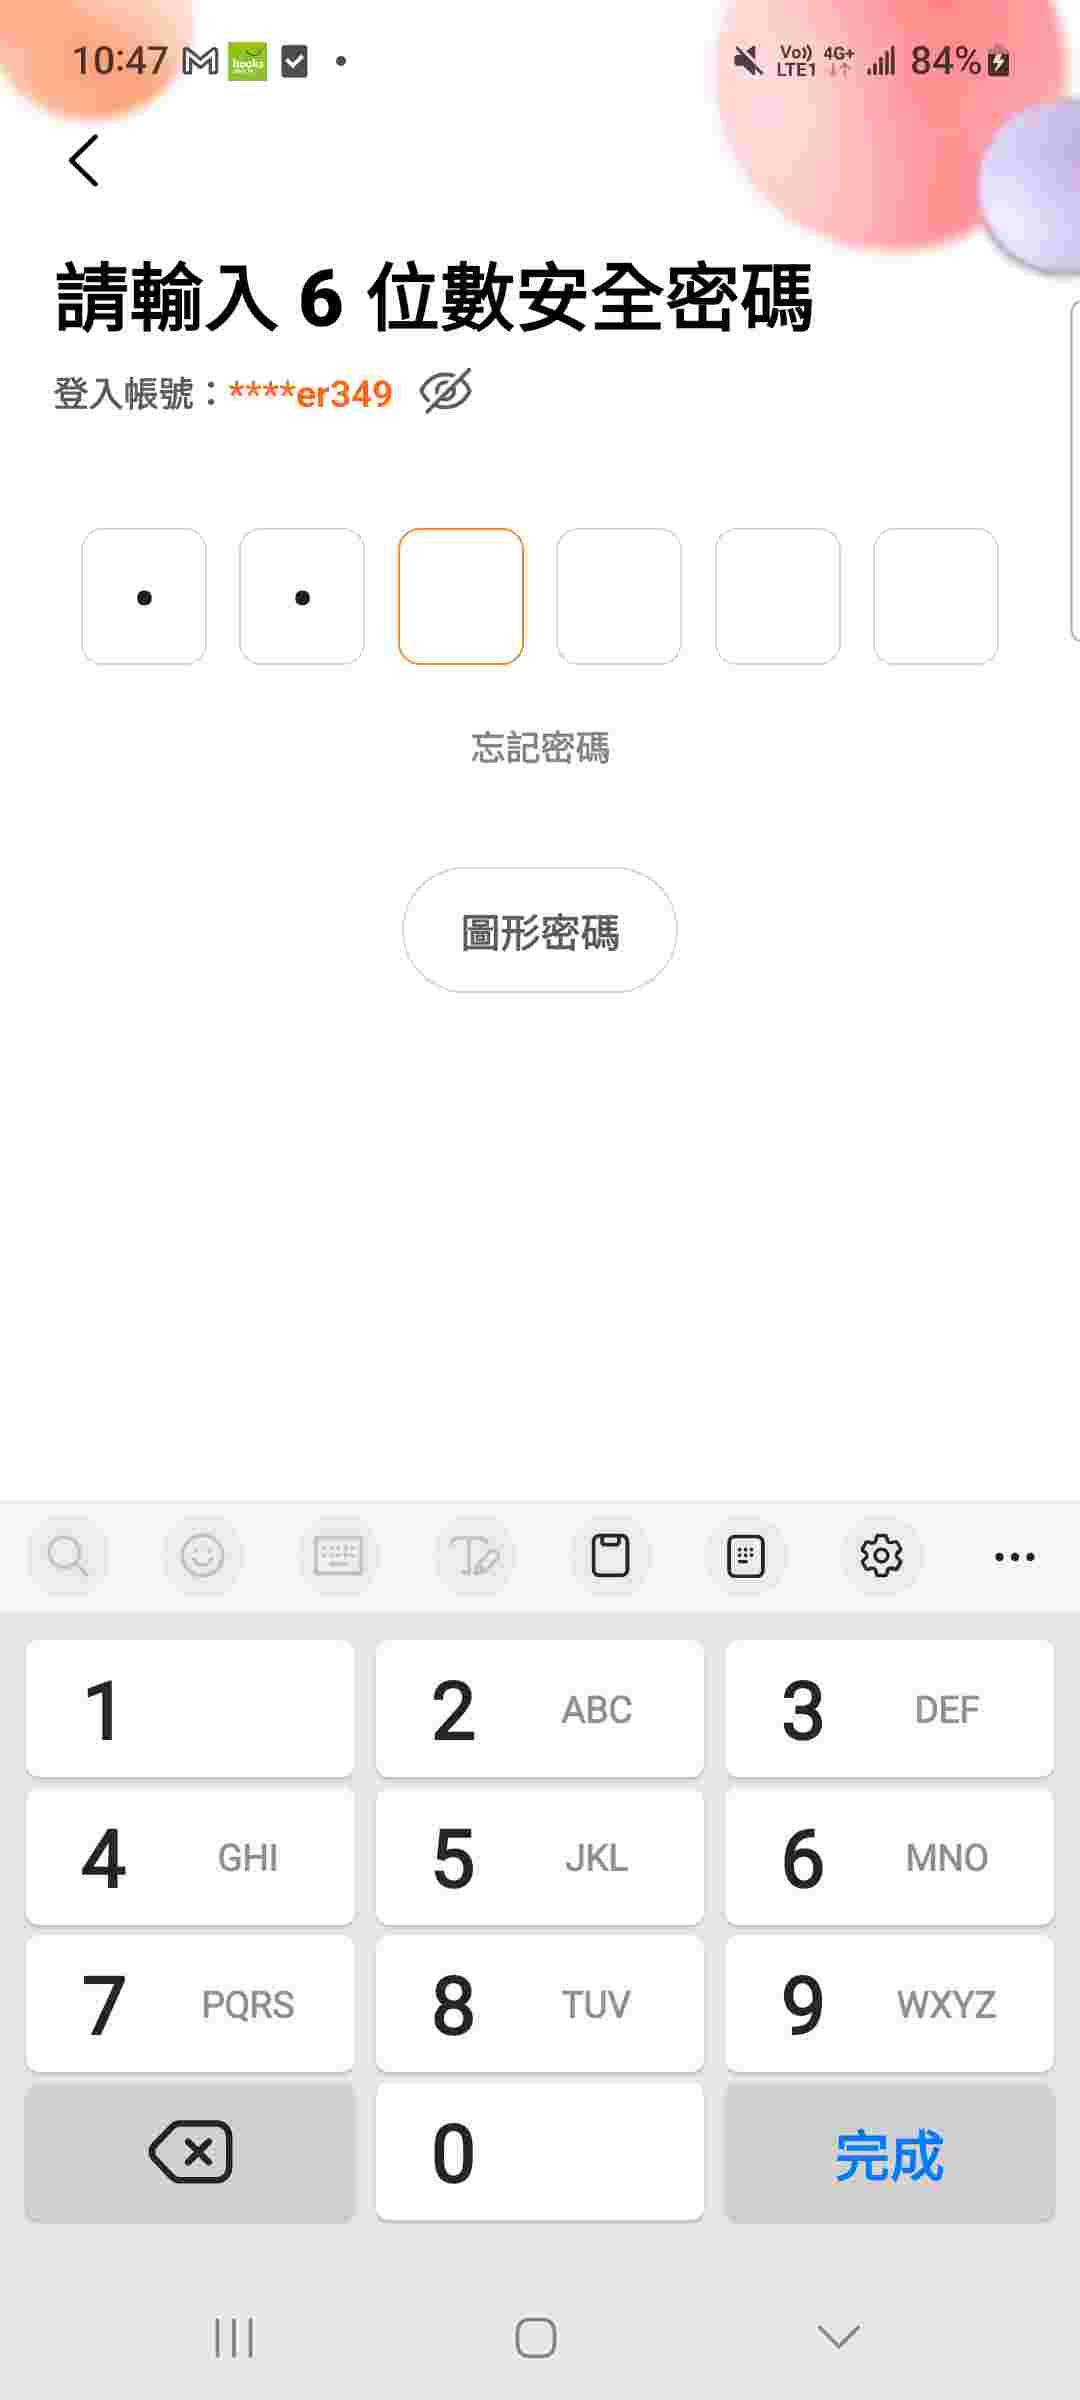 10:47 books Vo)) LTE1 4G+ 84%
請輸入 6 位數安全密碼
登入帳號：****er349
忘記密碼
圖形密碼
1
2 ABC
3 DEF
4 GHI
5 JKL
6 MNO
7 PQRS
8 TUV
9 WXYZ
0
完成